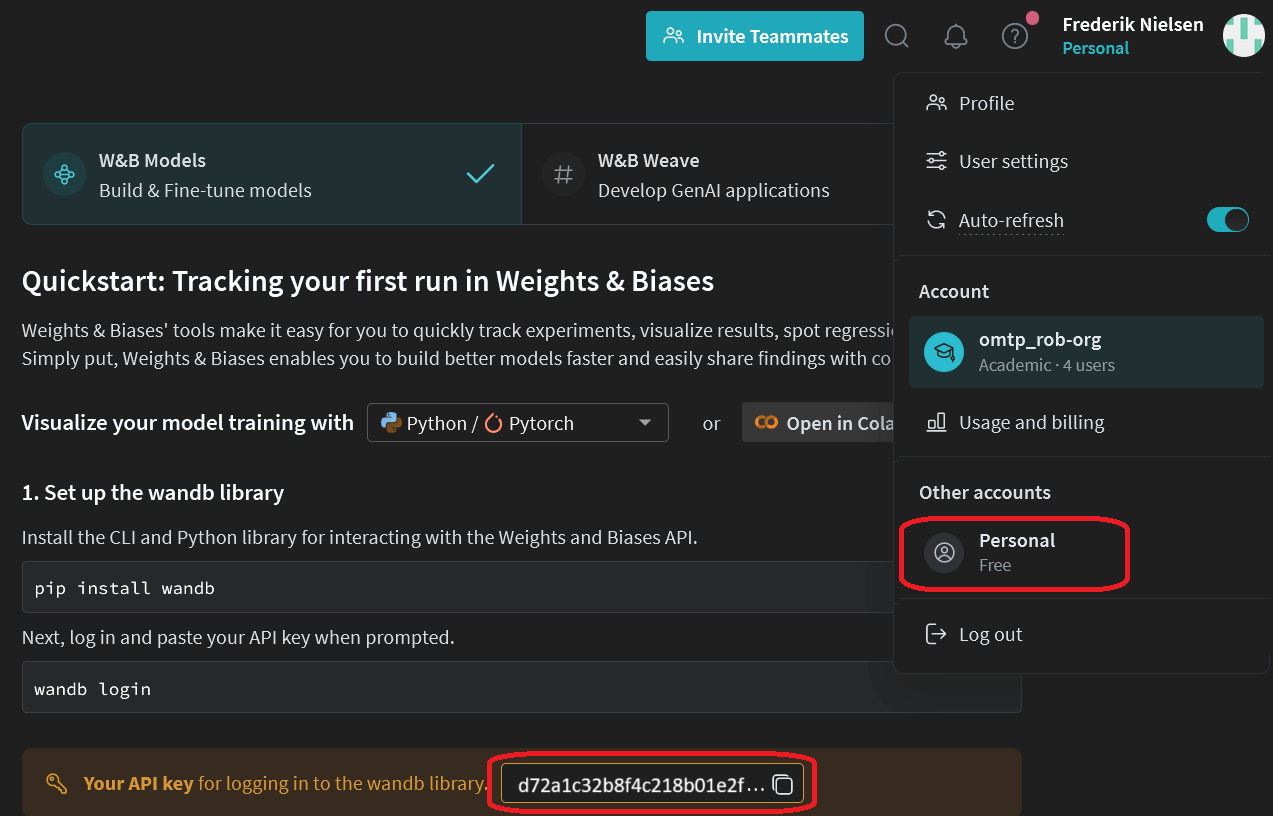 Invite Teammates
Frederik Nielsen
Personal
W&B Models
Build & Fine-tune models
W&B Weave
Develop GenAI applications
Profile
User settings
Auto-refresh
Quickstart: Tracking your first run in Weights & Biases
Weights & Biases' tools make it easy for you to quickly track experiments, visualize results, spot regressi
Simply put, Weights & Biases enables you to build better models faster and easily share findings with co
Account
omtp_rob-org
Academic · 4 users
Usage and billing
Visualize your model training with
Python / Pytorch
or
Open in Cola
1. Set up the wandb library
Install the CLI and Python library for interacting with the Weights and Biases API.
pip install wandb
Next, log in and paste your API key when prompted.
wandb login
Other accounts
Personal
Free
Log out
Your API key for logging in to the wandb library.
d72a1c32b8f4c218b01e2f...